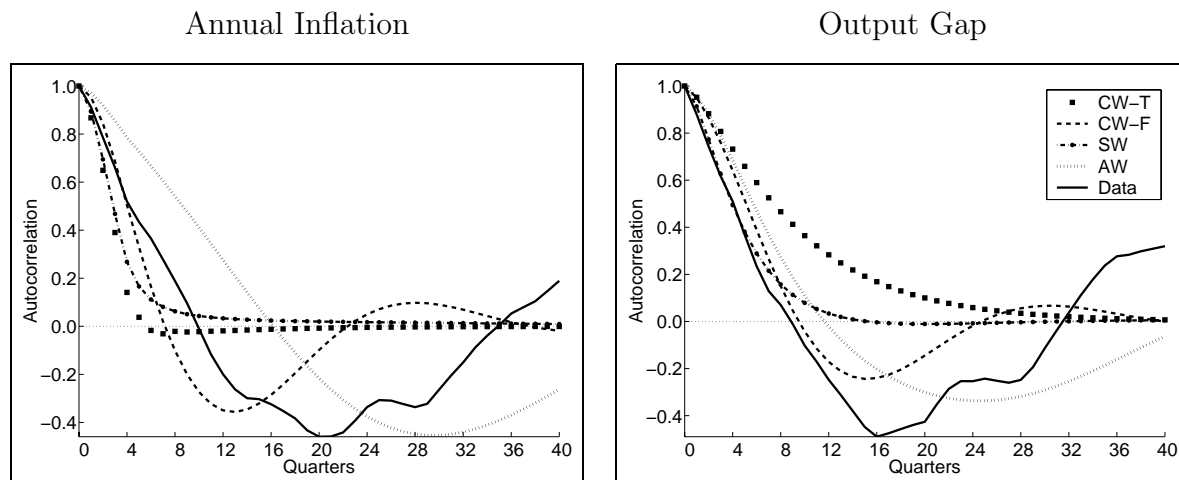 Annual Inflation
Output Gap
1.0
0.8
0.6
0.4
0.2
0.0
−0.2
−0.4
Autocorrelation
0 4 8 12 16 20 24 28 32 36 40
Quarters
1.0
0.8
0.6
0.4
0.2
0.0
−0.2
−0.4
Autocorrelation
0 4 8 12 16 20 24 28 32 36 40
Quarters
CW−T
CW−F
SW
AW
Data